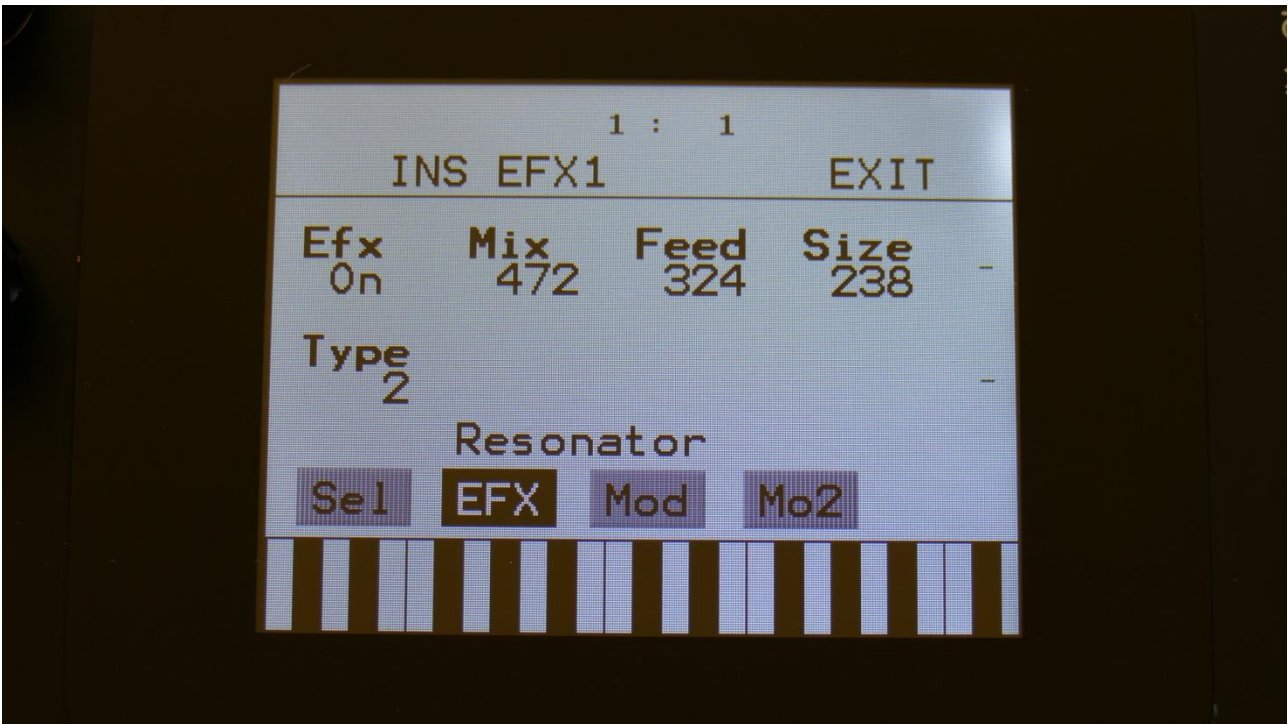 1 : 1
INS EFX1 EXIT
Efx Mix Feed Size
On 472 324 238
Type
2
Resonator
Sel EFX Mod Mo2